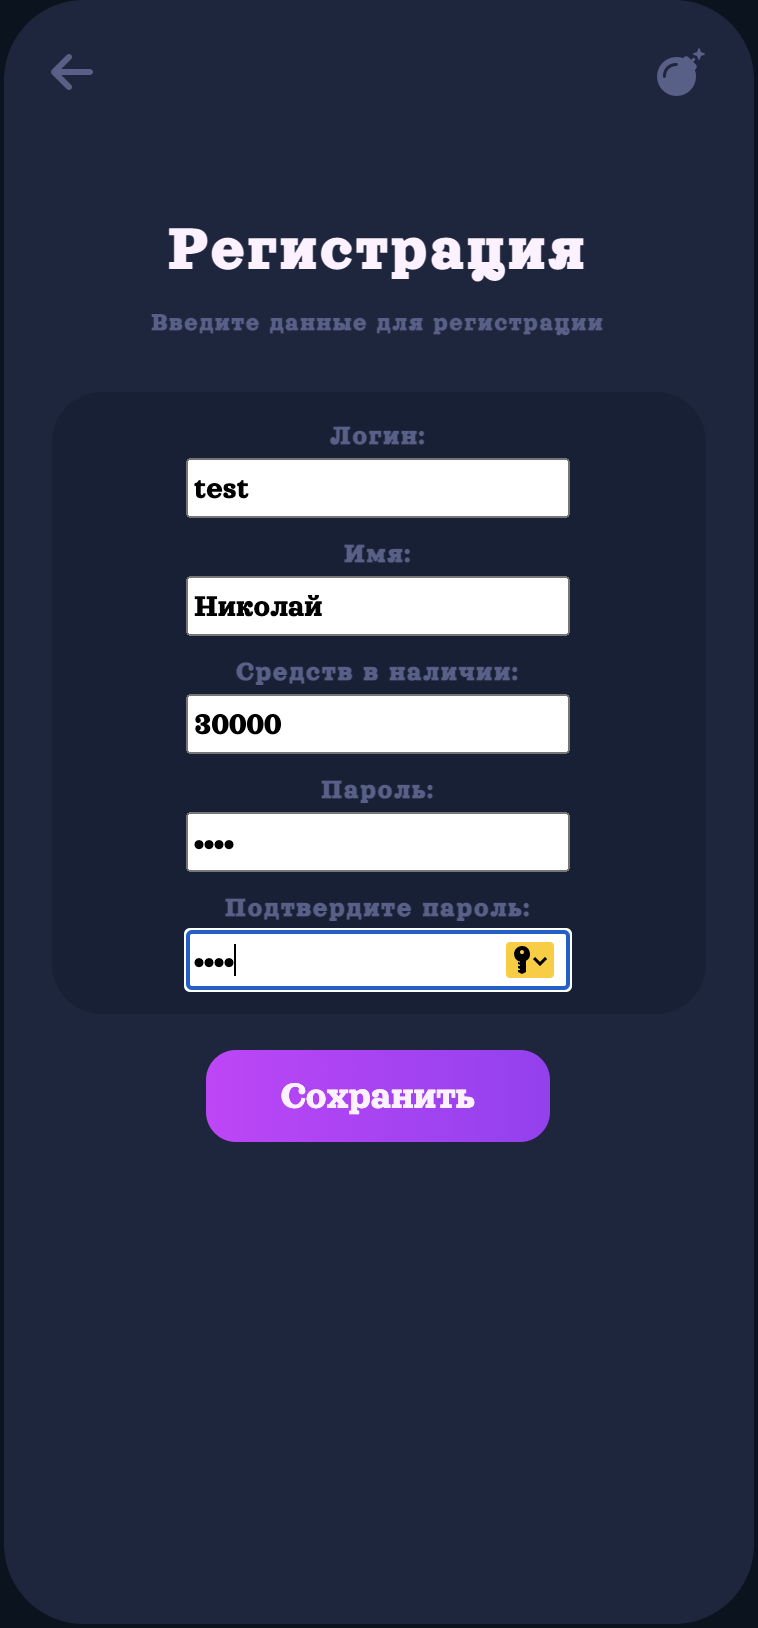 Регистрация
Введите данные для регистрации
Логин:
test
Имя:
Николай
Средств в наличии:
30000
Пароль:
••••
Подтвердите пароль:
••••
Сохранить